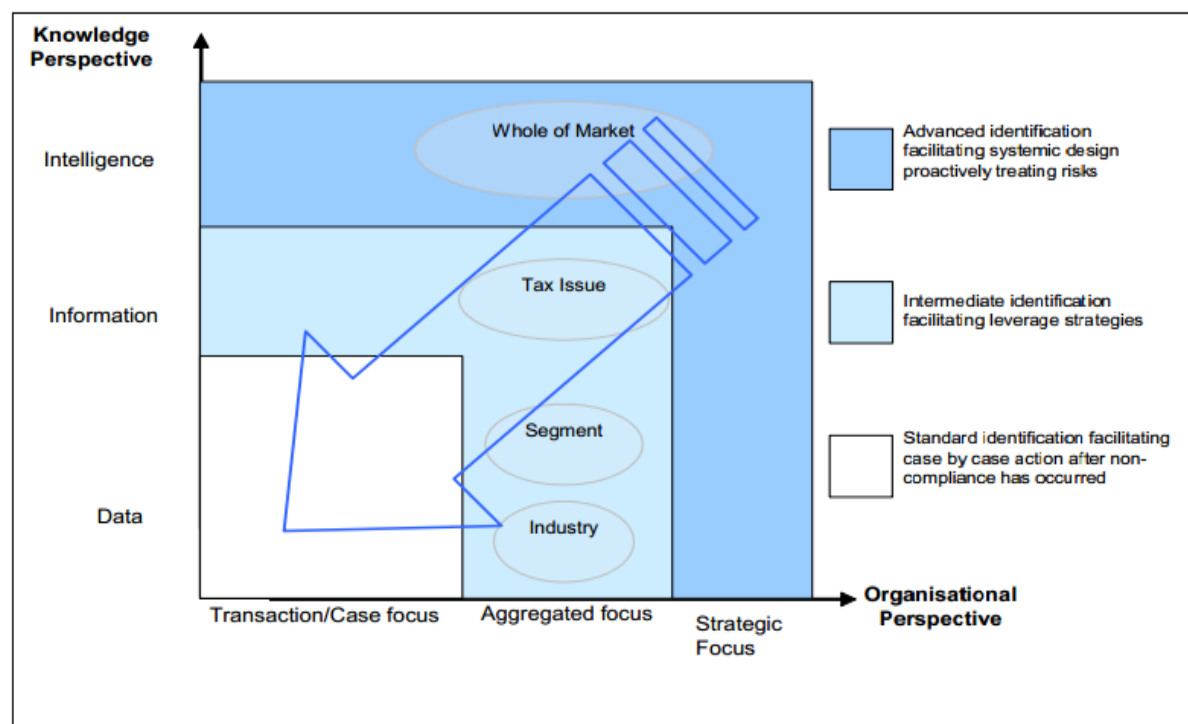 Knowledge
Perspective
Intelligence
Information
Data
Whole of Market
Tax Issue
Segment
Industry
Transaction/Case focus
Aggregated focus
Strategic
Focus
Organisational
Perspective
Advanced identification
facilitating systemic design
proactively treating risks
Intermediate identification
facilitating leverage strategies
Standard identification facilitating
case by case action after non-
compliance has occurred